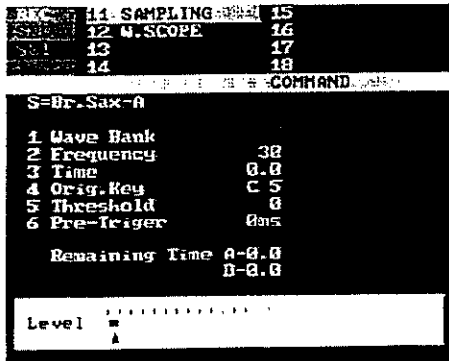 11 SAMPLING 15
12 W.SCOPE 16
13 17
14 18
COMMAND
S=Br.Sax-A
1 Wave Bank
2 Frequency 30
3 Time 0.0
4 Orig.Key C 5
5 Threshold 0
6 Pre-Triger 0ms
Remaining Time A-0.0
B-0.0
Level